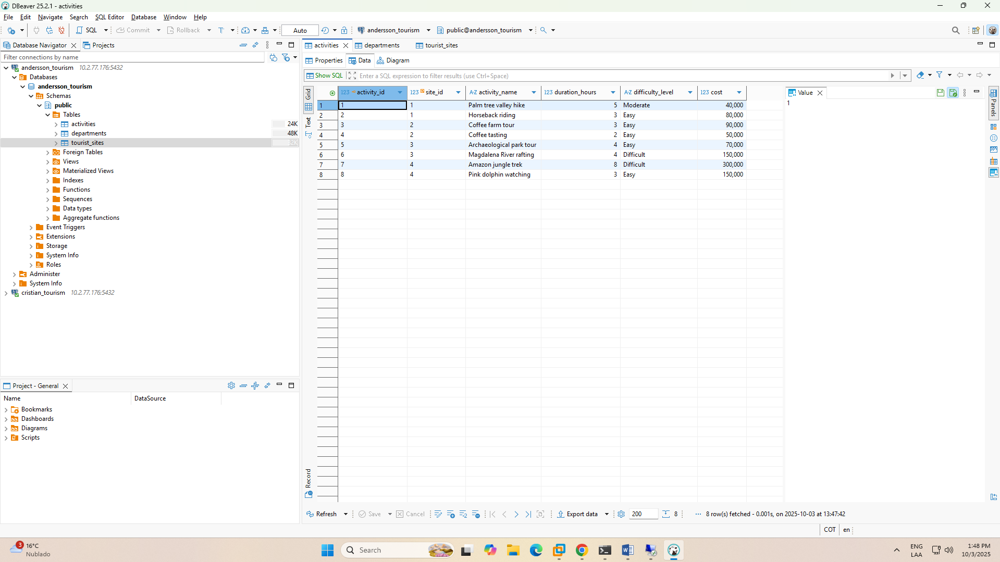 DBeaver 25.2.1 - activities
File Edit Navigate Search SQL Editor Database Window Help
SQL Commit Rollback Auto andersson_tourism public@andersson_tourism
Database Navigator Projects
Filter connections by name
andersson_tourism 10.2.77.176:5432
Databases
andersson_tourism
Schemas
public
Tables
activities 24K
departments 48K
tourist_sites 32K
Foreign Tables
Views
Materialized Views
Indexes
Functions
Sequences
Data types
Aggregate functions
Event Triggers
Extensions
Storage
System Info
Roles
Administer
System Info
cristian_tourism 10.2.77.176:5432
Project - General
Name DataSource
Bookmarks
Dashboards
Diagrams
Scripts
activities departments tourist_sites
Properties Data Diagram
Show SQL Enter a SQL expression to filter results (use Ctrl+Space)
Grid
Text
Record
123 activity_id 123 site_id A-Z activity_name 123 duration_hours A-Z difficulty_level 123 cost
1 1 1 Palm tree valley hike 5 Moderate 40,000
2 2 1 Horseback riding 3 Easy 80,000
3 3 2 Coffee farm tour 3 Easy 90,000
4 4 2 Coffee tasting 2 Easy 50,000
5 5 3 Archaeological park tour 4 Easy 70,000
6 6 3 Magdalena River rafting 4 Difficult 150,000
7 7 4 Amazon jungle trek 8 Difficult 300,000
8 8 4 Pink dolphin watching 3 Easy 150,000
Value
1
Panels
Refresh Save Cancel Export data 200 8 8 row(s) fetched - 0.001s, on 2025-10-03 at 13:47:42
COT en
3
16°C
Nublado
Search
ENG
LAA
1:48 PM
10/3/2025